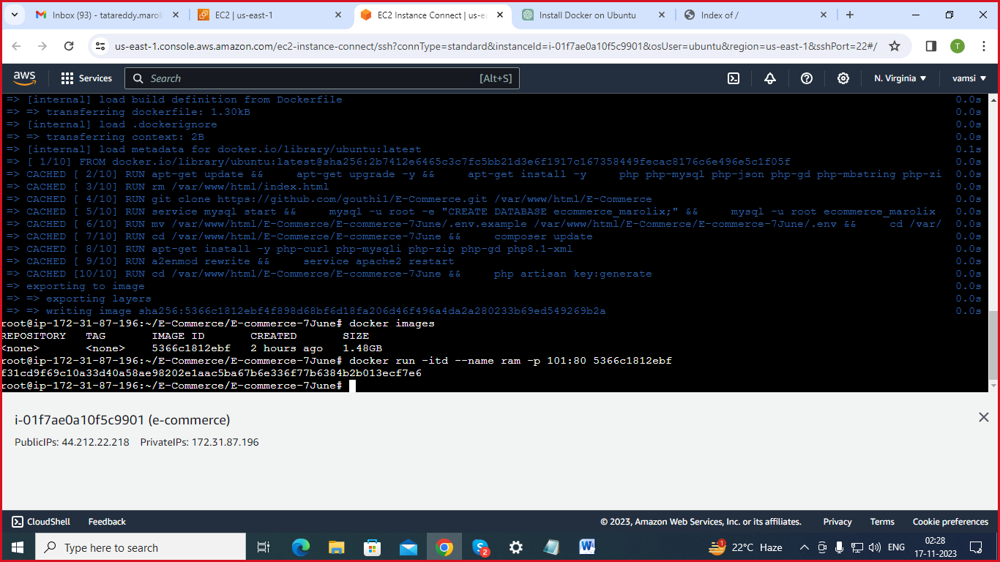 Inbox (93) - tatareddy.maroli
EC2 | us-east-1
EC2 Instance Connect | us-ea
Install Docker on Ubuntu
Index of /
us-east-1.console.aws.amazon.com/ec2-instance-connect/ssh?connType=standard&instanceId=i-01f7ae0a10f5c9901&osUser=ubuntu&region=us-east-1&sshPort=22#/
T
aws
Services
Search
[Alt+S]
N. Virginia
vamsi
=> [internal] load build definition from Dockerfile 0.0s
=> => transferring dockerfile: 1.30kB 0.0s
=> [internal] load .dockerignore 0.0s
=> => transferring context: 2B 0.0s
=> [internal] load metadata for docker.io/library/ubuntu:latest 0.1s
=> [ 1/10] FROM docker.io/library/ubuntu:latest@sha256:2b7412e6465c3c7fc5bb21d3e6f1917c167358449fecac8176c6e496e5c1f05f 0.0s
=> CACHED [ 2/10] RUN apt-get update && apt-get upgrade -y && apt-get install -y php php-mysql php-json php-gd php-mbstring php-zi 0.0s
=> CACHED [ 3/10] RUN rm /var/www/html/index.html 0.0s
=> CACHED [ 4/10] RUN git clone https://github.com/gouthi1/E-Commerce.git /var/www/html/E-Commerce 0.0s
=> CACHED [ 5/10] RUN service mysql start && mysql -u root -e "CREATE DATABASE ecommerce_marolix;" && mysql -u root ecommerce_marolix 0.0s
=> CACHED [ 6/10] RUN mv /var/www/html/E-Commerce/E-commerce-7June/.env.example /var/www/html/E-Commerce/E-commerce-7June/.env && cd /var/ 0.0s
=> CACHED [ 7/10] RUN cd /var/www/html/E-Commerce/E-commerce-7June && composer update 0.0s
=> CACHED [ 8/10] RUN apt-get install -y php-curl php-mysqli php-zip php-gd php8.1-xml 0.0s
=> CACHED [ 9/10] RUN a2enmod rewrite && service apache2 restart 0.0s
=> CACHED [10/10] RUN cd /var/www/html/E-Commerce/E-commerce-7June && php artisan key:generate 0.0s
=> exporting to image 0.0s
=> => exporting layers 0.0s
=> => writing image sha256:5366c1812ebf4f898d68bf6d18fa206d46f496a4da2a280233b69ed549269b2a 0.0s
root@ip-172-31-87-196:~/E-Commerce/E-commerce-7June# docker images
REPOSITORY TAG IMAGE ID CREATED SIZE
<none> <none> 5366c1812ebf 2 hours ago 1.48GB
root@ip-172-31-87-196:~/E-Commerce/E-commerce-7June# docker run -itd --name ram -p 101:80 5366c1812ebf
f31cd9f69c10a33d40a58ae98202e1aac5ba67b6e336f77b6384b2b013ecf7e6
root@ip-172-31-87-196:~/E-Commerce/E-commerce-7June#
i-01f7ae0a10f5c9901 (e-commerce)
PublicIPs: 44.212.22.218 PrivateIPs: 172.31.87.196
CloudShell
Feedback
© 2023, Amazon Web Services, Inc. or its affiliates.
Privacy
Terms
Cookie preferences
Type here to search
2
1
22°C Haze
ENG
02:28
17-11-2023